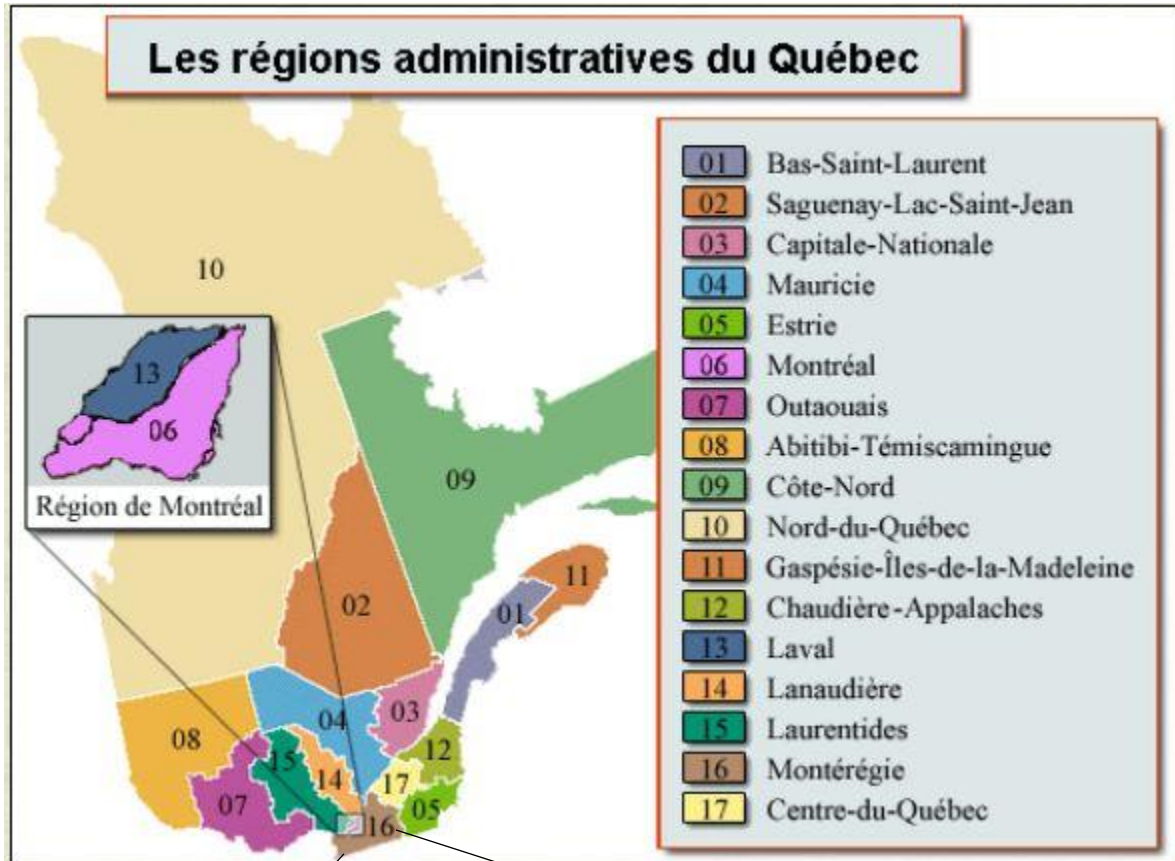 Les régions administratives du Québec
01 Bas-Saint-Laurent
02 Saguenay-Lac-Saint-Jean
03 Capitale-Nationale
04 Mauricie
05 Estrie
06 Montréal
07 Outaouais
08 Abitibi-Témiscamingue
09 Côte-Nord
10 Nord-du-Québec
11 Gaspésie-Îles-de-la-Madeleine
12 Chaudière-Appalaches
13 Laval
14 Lanaudière
15 Laurentides
16 Montérégie
17 Centre-du-Québec
10
13
06
Région de Montréal
09
11
02
01
04
03
08
12
15
14
17
07
05
16